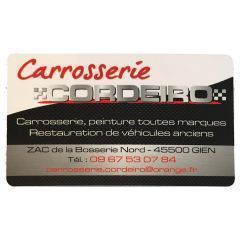 Carrosserie
CORDEIRO
Carrosserie, peinture toutes marques
Restauration de véhicules anciens
ZAC de la Bosserie Nord - 45500 GIEN
Tél. : 09 67 53 07 84
carrosserie.cordeiro@orange.fr